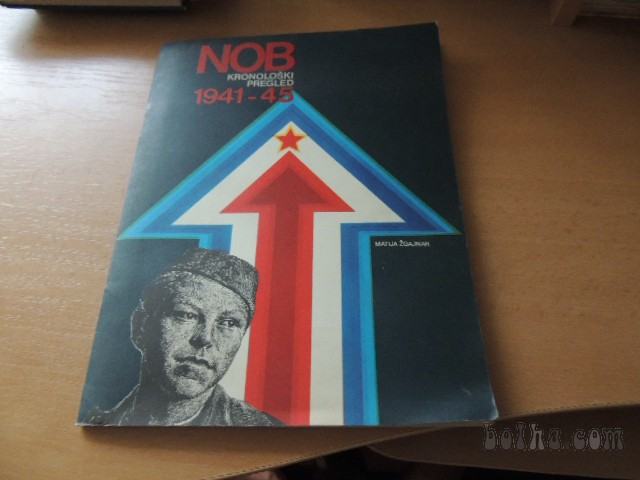 NOB
KRONOLOŠKI
PREGLED
1941-45
MATIJA ŽGAJNAR
bolha.com